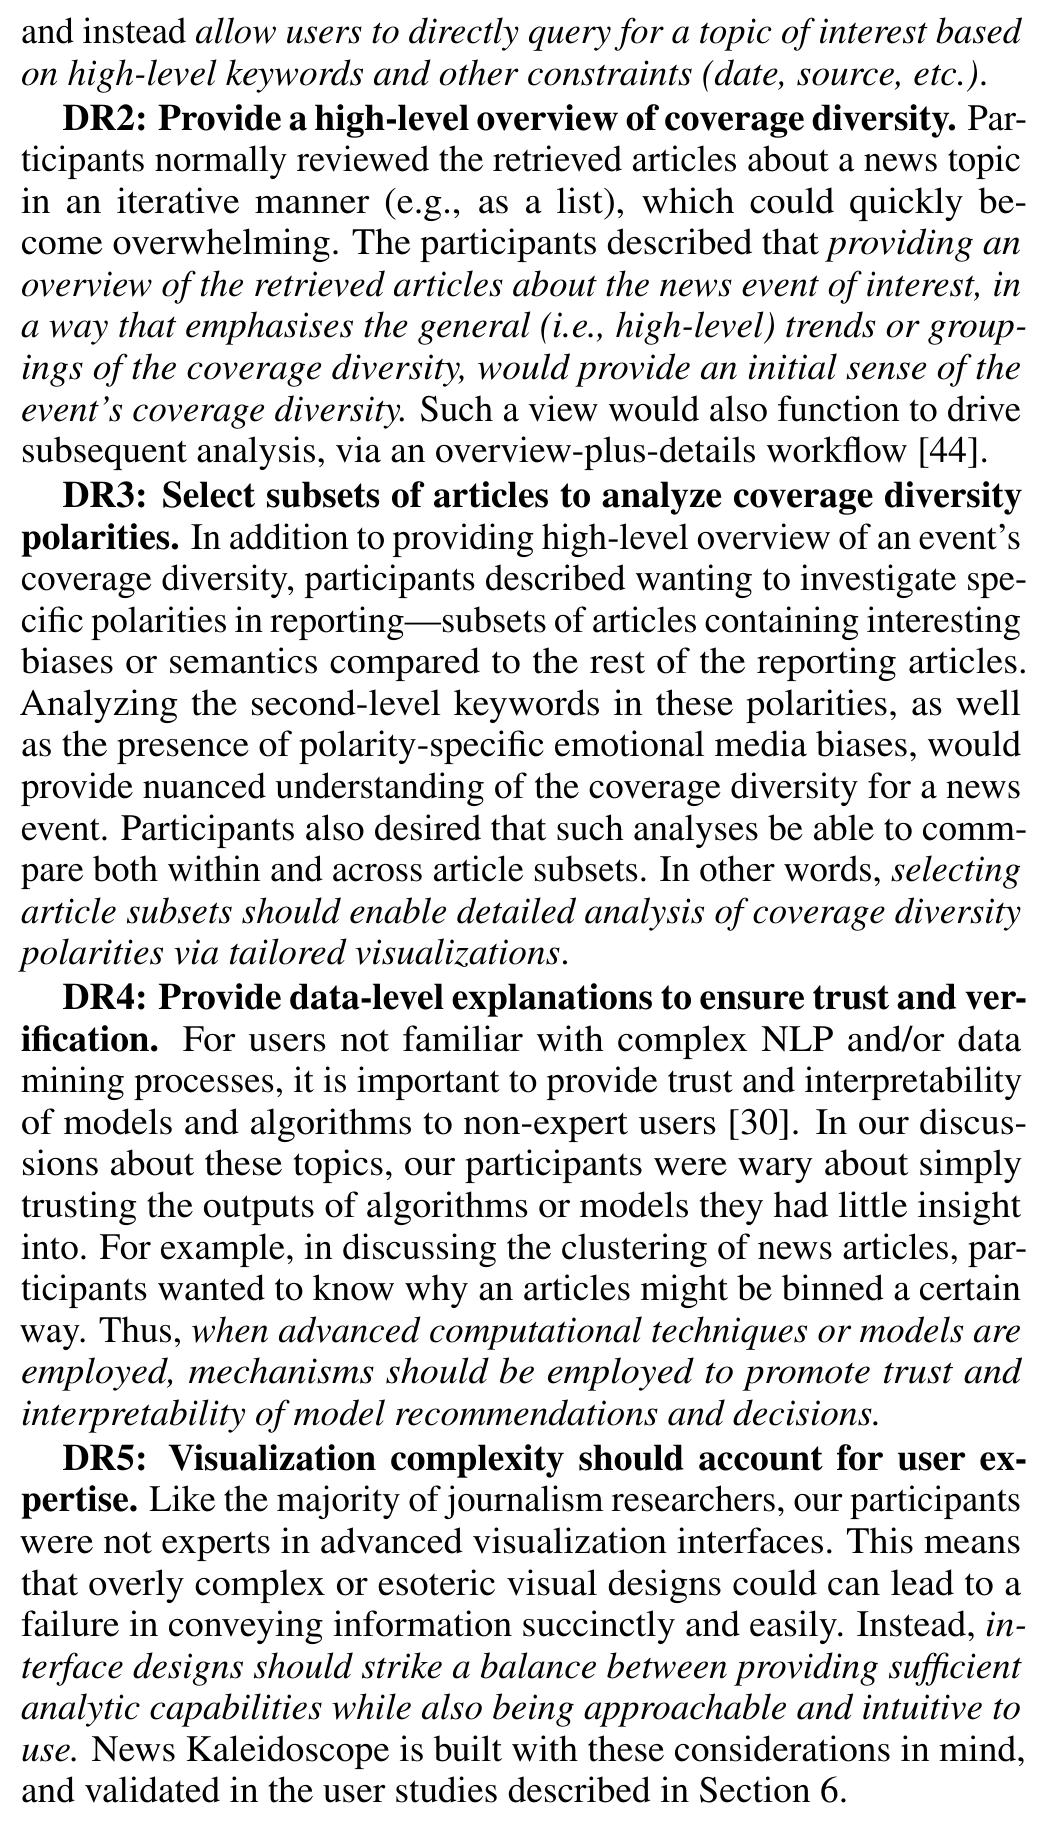 and instead allow users to directly query for a topic of interest based
on high-level keywords and other constraints (date, source, etc.).
DR2: Provide a high-level overview of coverage diversity. Par-
ticipants normally reviewed the retrieved articles about a news topic
in an iterative manner (e.g., as a list), which could quickly be-
come overwhelming. The participants described that providing an
overview of the retrieved articles about the news event of interest, in
a way that emphasises the general (i.e., high-level) trends or group-
ings of the coverage diversity, would provide an initial sense of the
event's coverage diversity. Such a view would also function to drive
subsequent analysis, via an overview-plus-details workflow [44].
DR3: Select subsets of articles to analyze coverage diversity
polarities. In addition to providing high-level overview of an event's
coverage diversity, participants described wanting to investigate spe-
cific polarities in reporting—subsets of articles containing interesting
biases or semantics compared to the rest of the reporting articles.
Analyzing the second-level keywords in these polarities, as well
as the presence of polarity-specific emotional media biases, would
provide nuanced understanding of the coverage diversity for a news
event. Participants also desired that such analyses be able to comm-
pare both within and across article subsets. In other words, selecting
article subsets should enable detailed analysis of coverage diversity
polarities via tailored visualizations.
DR4: Provide data-level explanations to ensure trust and ver-
ification. For users not familiar with complex NLP and/or data
mining processes, it is important to provide trust and interpretability
of models and algorithms to non-expert users [30]. In our discus-
sions about these topics, our participants were wary about simply
trusting the outputs of algorithms or models they had little insight
into. For example, in discussing the clustering of news articles, par-
ticipants wanted to know why an articles might be binned a certain
way. Thus, when advanced computational techniques or models are
employed, mechanisms should be employed to promote trust and
interpretability of model recommendations and decisions.
DR5: Visualization complexity should account for user ex-
pertise. Like the majority of journalism researchers, our participants
were not experts in advanced visualization interfaces. This means
that overly complex or esoteric visual designs could can lead to a
failure in conveying information succinctly and easily. Instead, in-
terface designs should strike a balance between providing sufficient
analytic capabilities while also being approachable and intuitive to
use. News Kaleidoscope is built with these considerations in mind,
and validated in the user studies described in Section 6.